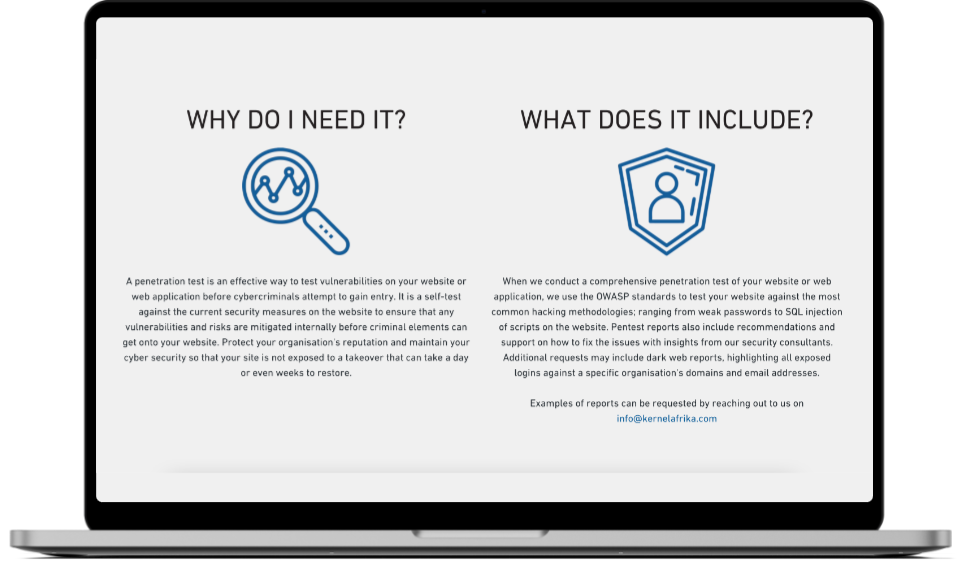 WHY DO I NEED IT?
A penetration test is an effective way to test vulnerabilities on your website or
web application before cybercriminals attempt to gain entry. It is a self-test
against the current security measures on the website to ensure that any
vulnerabilities and risks are mitigated internally before criminal elements can
get onto your website. Protect your organisation's reputation and maintain your
cyber security so that your site is not exposed to a takeover that can take a day
or even weeks to restore.
WHAT DOES IT INCLUDE?
When we conduct a comprehensive penetration test of your website or web
application, we use the OWASP standards to test your website against the most
common hacking methodologies; ranging from weak passwords to SQL injection
of scripts on the website. Pentest reports also include recommendations and
support on how to fix the issues with insights from our security consultants.
Additional requests may include dark web reports, highlighting all exposed
logins against a specific organisation's domains and email addresses.
Examples of reports can be requested by reaching out to us on
info@kernelafrika.com